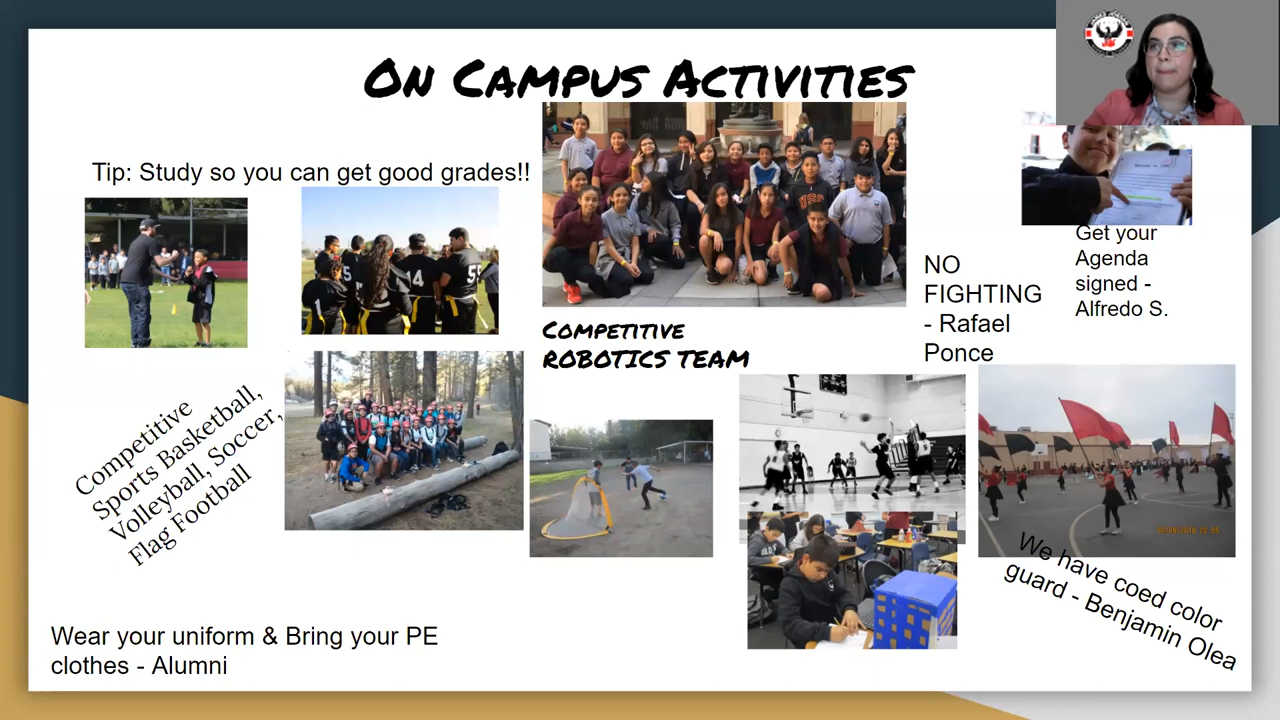 On Campus Activities
Tip: Study so you can get good grades!!
Competitive
ROBOTICS TEAM
NO
FIGHTING
- Rafael
Ponce
Get your
Agenda
signed -
Alfredo S.
Competitive
Sports Basketball,
Volleyball, Soccer,
Flag Football
We have coed color
guard - Benjamin Olea
Wear your uniform & Bring your PE
clothes - Alumni
14